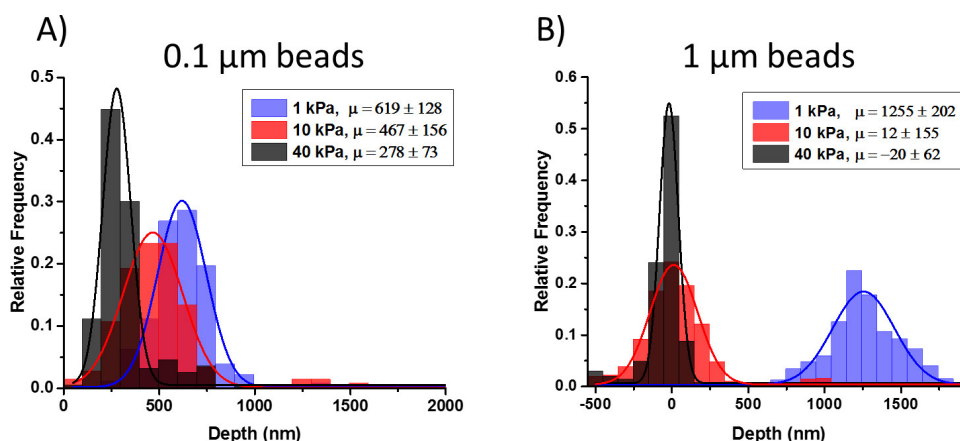 A)
0.1 µm beads
0.5
0.4
0.3
0.2
0.1
0.0
Relative Frequency
1 kPa, µ = 619 ± 128
10 kPa, µ = 467 ± 156
40 kPa, µ = 278 ± 73
0
500
1000
1500
2000
Depth (nm)
B)
1 µm beads
0.6
0.5
0.4
0.3
0.2
0.1
0.0
Relative Frequency
1 kPa, µ = 1255 ± 202
10 kPa, µ = 12 ± 155
40 kPa, µ = −20 ± 62
-500
0
500
1000
1500
Depth (nm)